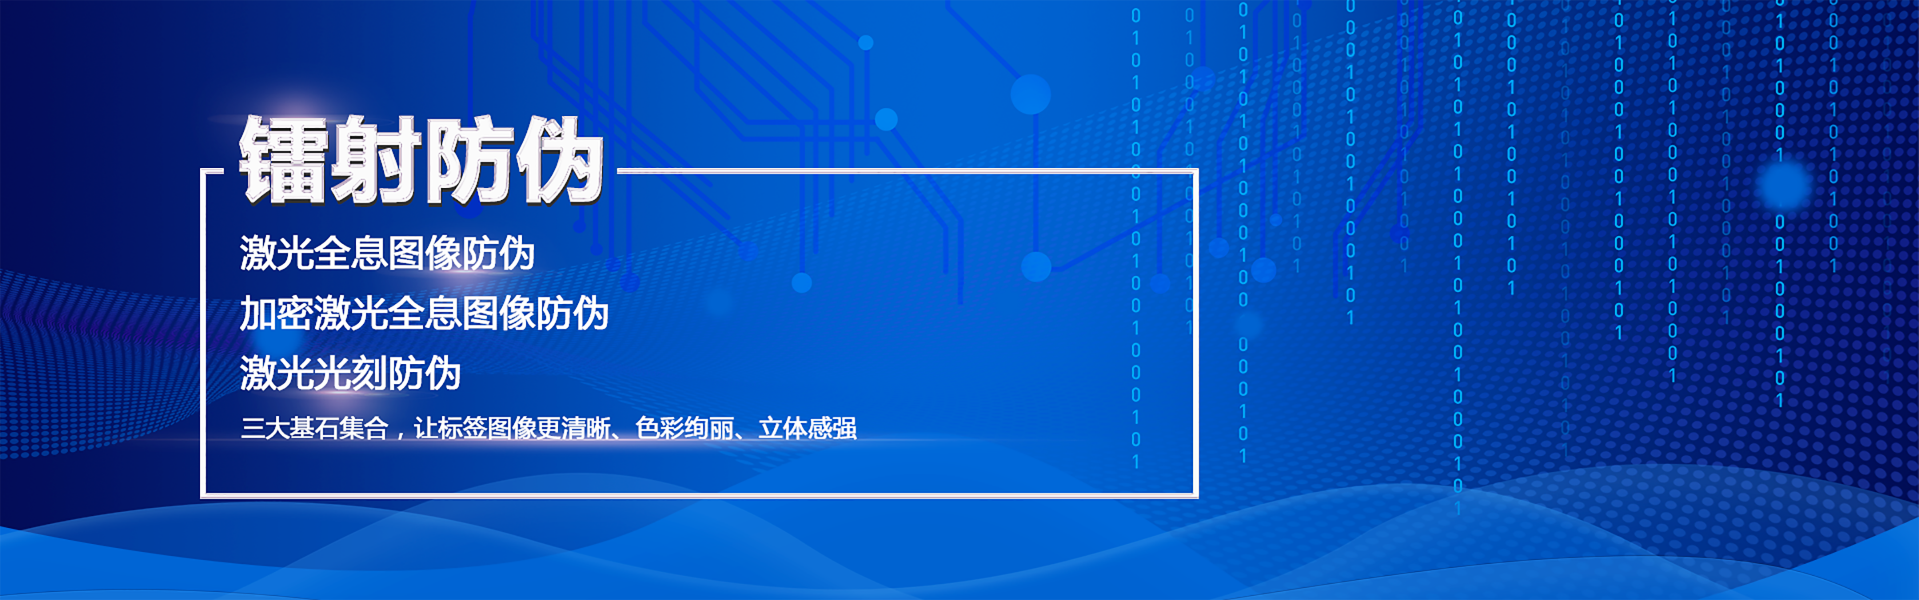 镭射防伪
激光全息图像防伪
加密激光全息图像防伪
激光光刻防伪
三大基石集合，让标签图像更清晰、色彩绚丽、立体感强